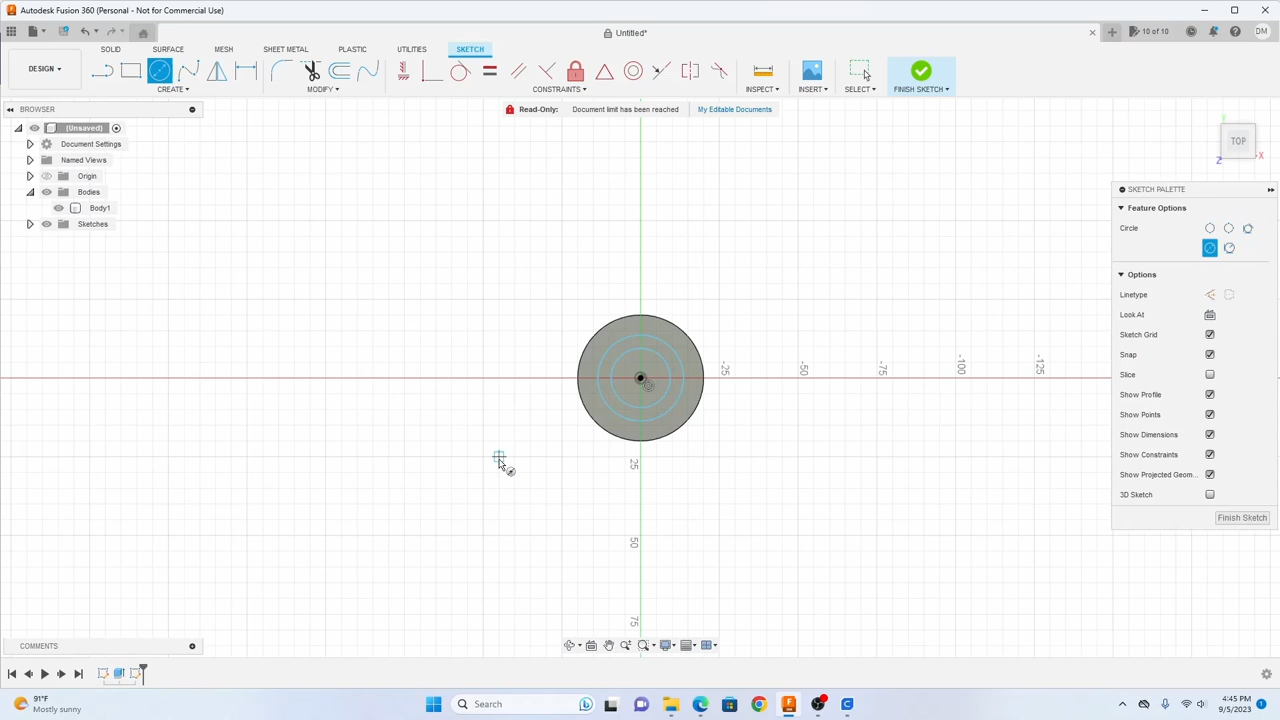 Autodesk Fusion 360 (Personal - Not for Commercial Use)
Untitled*
10 of 10
DM
SOLID SURFACE MESH SHEET METAL PLASTIC UTILITIES SKETCH
DESIGN
CREATE MODIFY CONSTRAINTS INSPECT INSERT SELECT FINISH SKETCH
BROWSER
Read-Only: Document limit has been reached My Editable Documents
(Unsaved)
Document Settings
Named Views
Origin
Bodies
Body1
Sketches
TOP
X
Z
Y
SKETCH PALETTE
Feature Options
Circle
Options
Linetype
Look At
Sketch Grid
Snap
Slice
Show Profile
Show Points
Show Dimensions
Show Constraints
Show Projected Geom...
3D Sketch
Finish Sketch
-25
-75
-100
-125
25
50
75
COMMENTS
91°F
Mostly sunny
Search
4:45 PM
9/5/2023